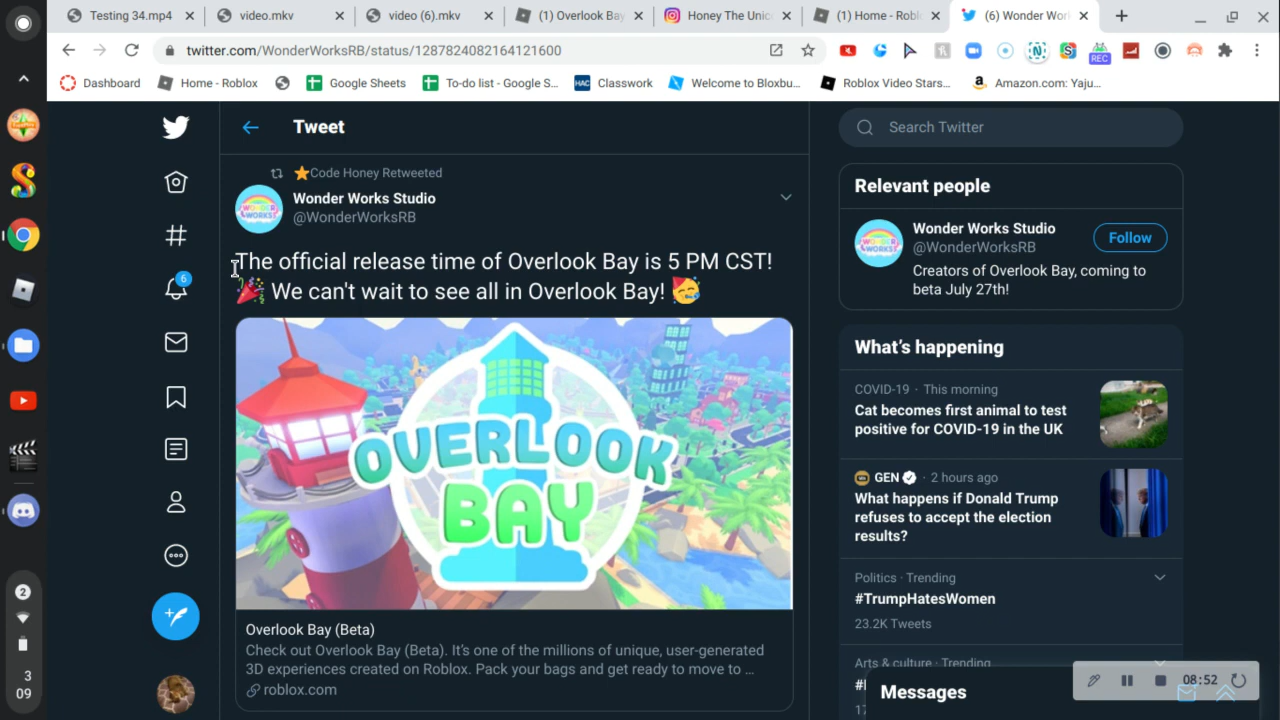 Testing 34.mp4
video.mkv
video (6).mkv
(1) Overlook Ba
Honey The Unic
(1) Home - Robl
(6) Wonder Wor
twitter.com/WonderWorksRB/status/1287824082164121600
REC
Dashboard
Home - Roblox
Google Sheets
To-do list - Google S...
HAC
Classwork
Welcome to Bloxbu...
Roblox Video Stars...
Amazon.com: Yaju...
Tweet
Search Twitter
Code Honey Retweeted
Wonder Works Studio
@WonderWorksRB
The official release time of Overlook Bay is 5 PM CST!
🎉 We can't wait to see all in Overlook Bay! 🥳
OVERLOOK
BAY
Overlook Bay (Beta)
Check out Overlook Bay (Beta). It's one of the millions of unique, user-generated
3D experiences created on Roblox. Pack your bags and get ready to move to ...
roblox.com
Relevant people
Wonder Works Studio
@WonderWorksRB
Follow
Creators of Overlook Bay, coming to
beta July 27th!
What's happening
COVID-19 · This morning
Cat becomes first animal to test
positive for COVID-19 in the UK
GEN · 2 hours ago
What happens if Donald Trump
refuses to accept the election
results?
Politics · Trending
#TrumpHatesWomen
23.2K Tweets
Arts & culture · Trending
Messages
08:52
6
2
3
09